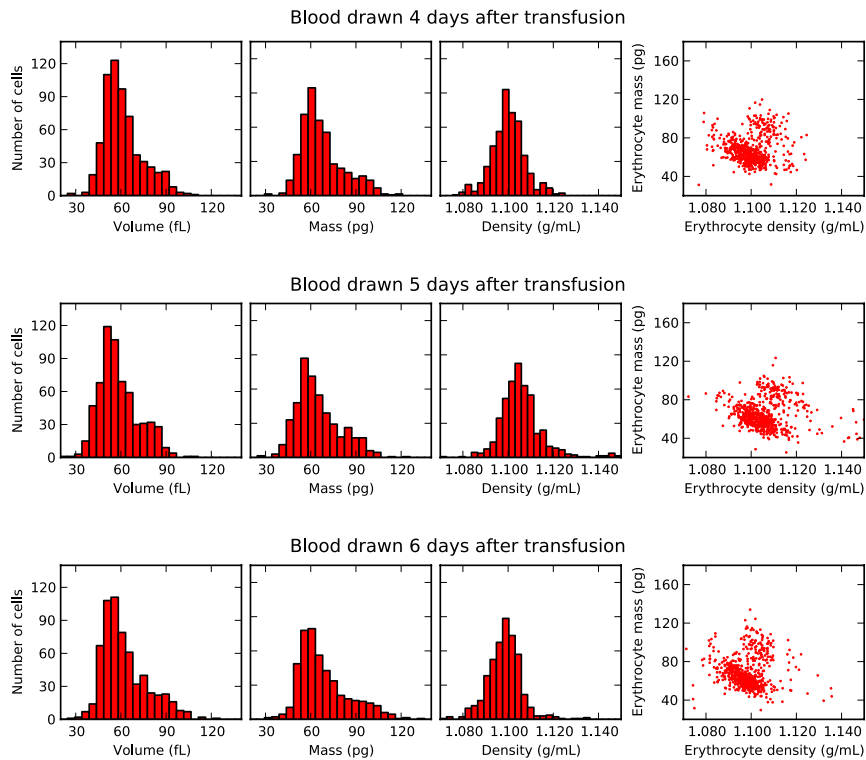 Blood drawn 4 days after transfusion
Number of cells
120
90
60
30
0
30 60 90 120
Volume (fL)
30 60 90 120
Mass (pg)
1.080 1.100 1.120 1.140
Density (g/mL)
Erythrocyte mass (pg)
160
120
80
40
1.080 1.100 1.120 1.140
Erythrocyte density (g/mL)
Blood drawn 5 days after transfusion
Number of cells
120
90
60
30
0
30 60 90 120
Volume (fL)
30 60 90 120
Mass (pg)
1.080 1.100 1.120 1.140
Density (g/mL)
Erythrocyte mass (pg)
160
120
80
40
1.080 1.100 1.120 1.140
Erythrocyte density (g/mL)
Blood drawn 6 days after transfusion
Number of cells
120
90
60
30
0
30 60 90 120
Volume (fL)
30 60 90 120
Mass (pg)
1.080 1.100 1.120 1.140
Density (g/mL)
Erythrocyte mass (pg)
160
120
80
40
1.080 1.100 1.120 1.140
Erythrocyte density (g/mL)